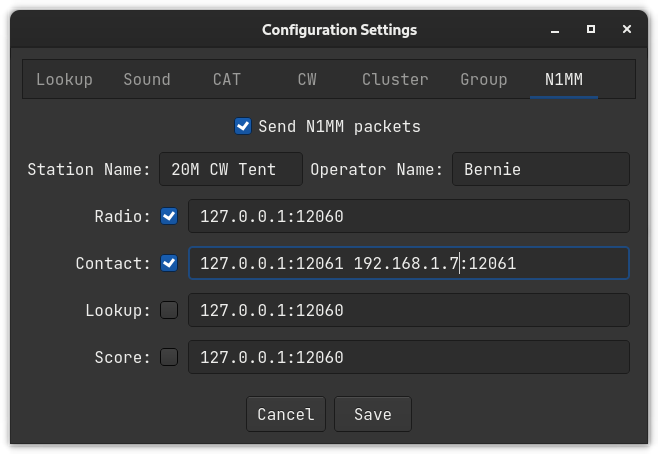 Configuration Settings
Lookup Sound CAT CW Cluster Group N1MM
Send N1MM packets
Station Name: 20M CW Tent Operator Name: Bernie
Radio: 127.0.0.1:12060
Contact: 127.0.0.1:12061 192.168.1.7:12061
Lookup: 127.0.0.1:12060
Score: 127.0.0.1:12060
Cancel Save